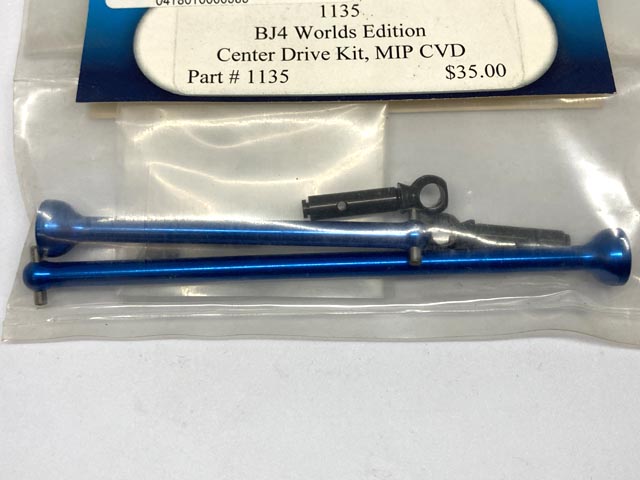 1135
BJ4 Worlds Edition
Center Drive Kit, MIP CVD
Part # 1135 $35.00